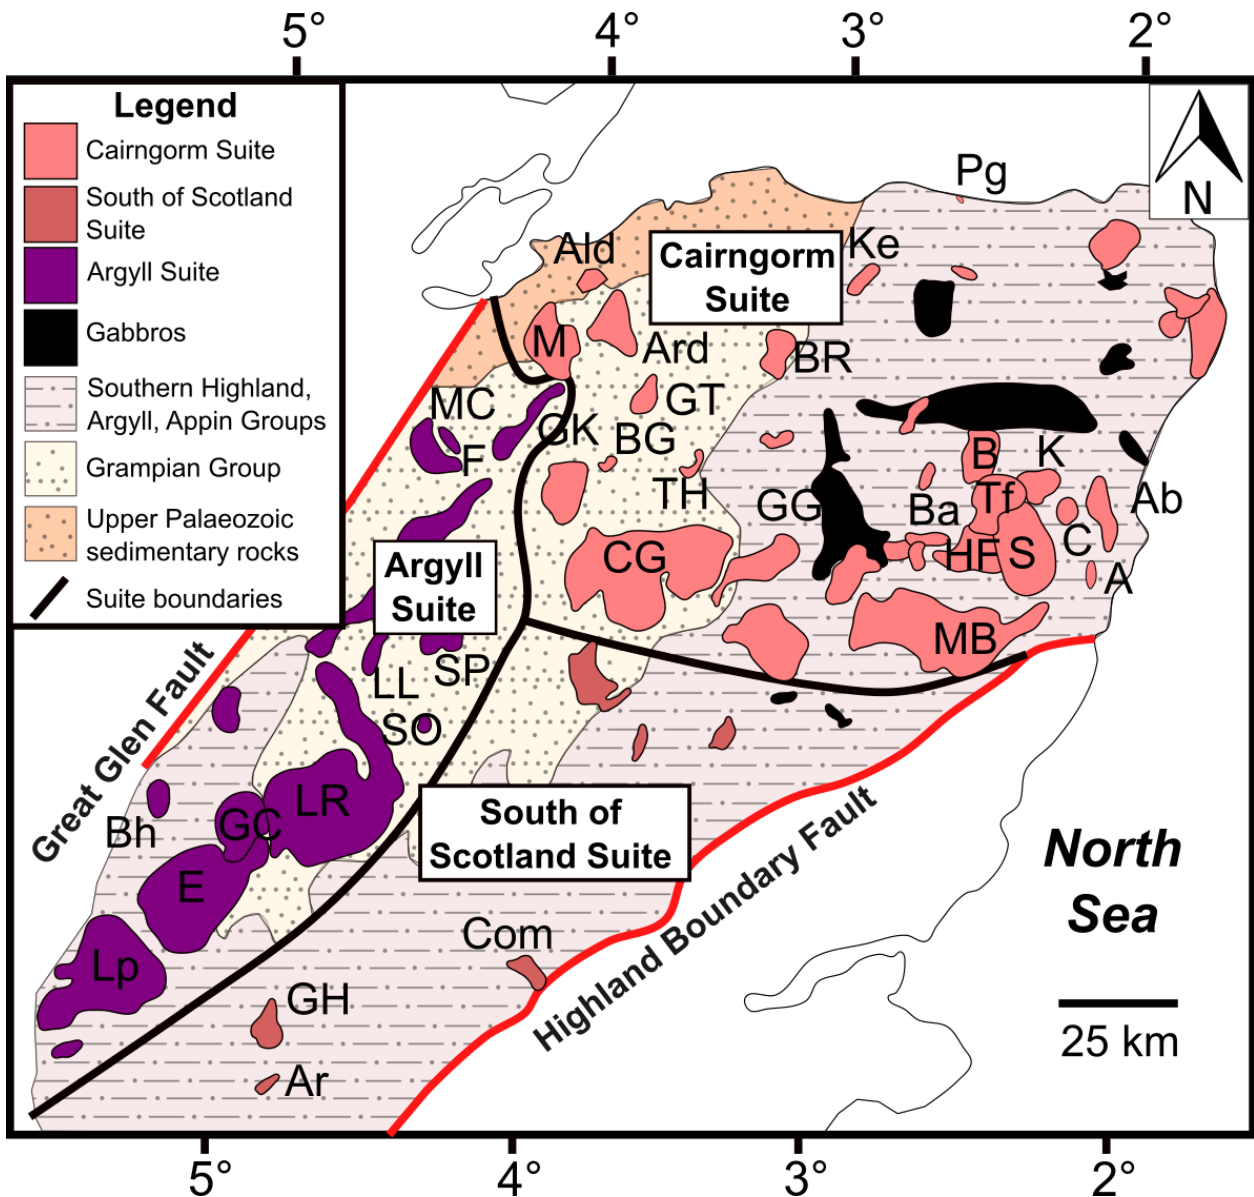 5° 4° 3° 2°
Legend
Cairngorm Suite
South of Scotland
Suite
Argyll Suite
Gabbros
Southern Highland,
Argyll, Appin Groups
Grampian Group
Upper Palaeozoic
sedimentary rocks
Suite boundaries
N
Pg
Ald
Cairngorm
Suite
Ke
M
Ard
BR
MC
GT
GK
BG
F
TH
GG
B
K
Ba
Tf
Ab
C
Argyll
Suite
CG
HF
S
A
MB
SP
LL
SO
Great Glen Fault
LR
GC
Bh
South of
Scotland Suite
E
Highland Boundary Fault
North
Sea
Com
Lp
GH
Ar
25 km
5° 4° 3° 2°